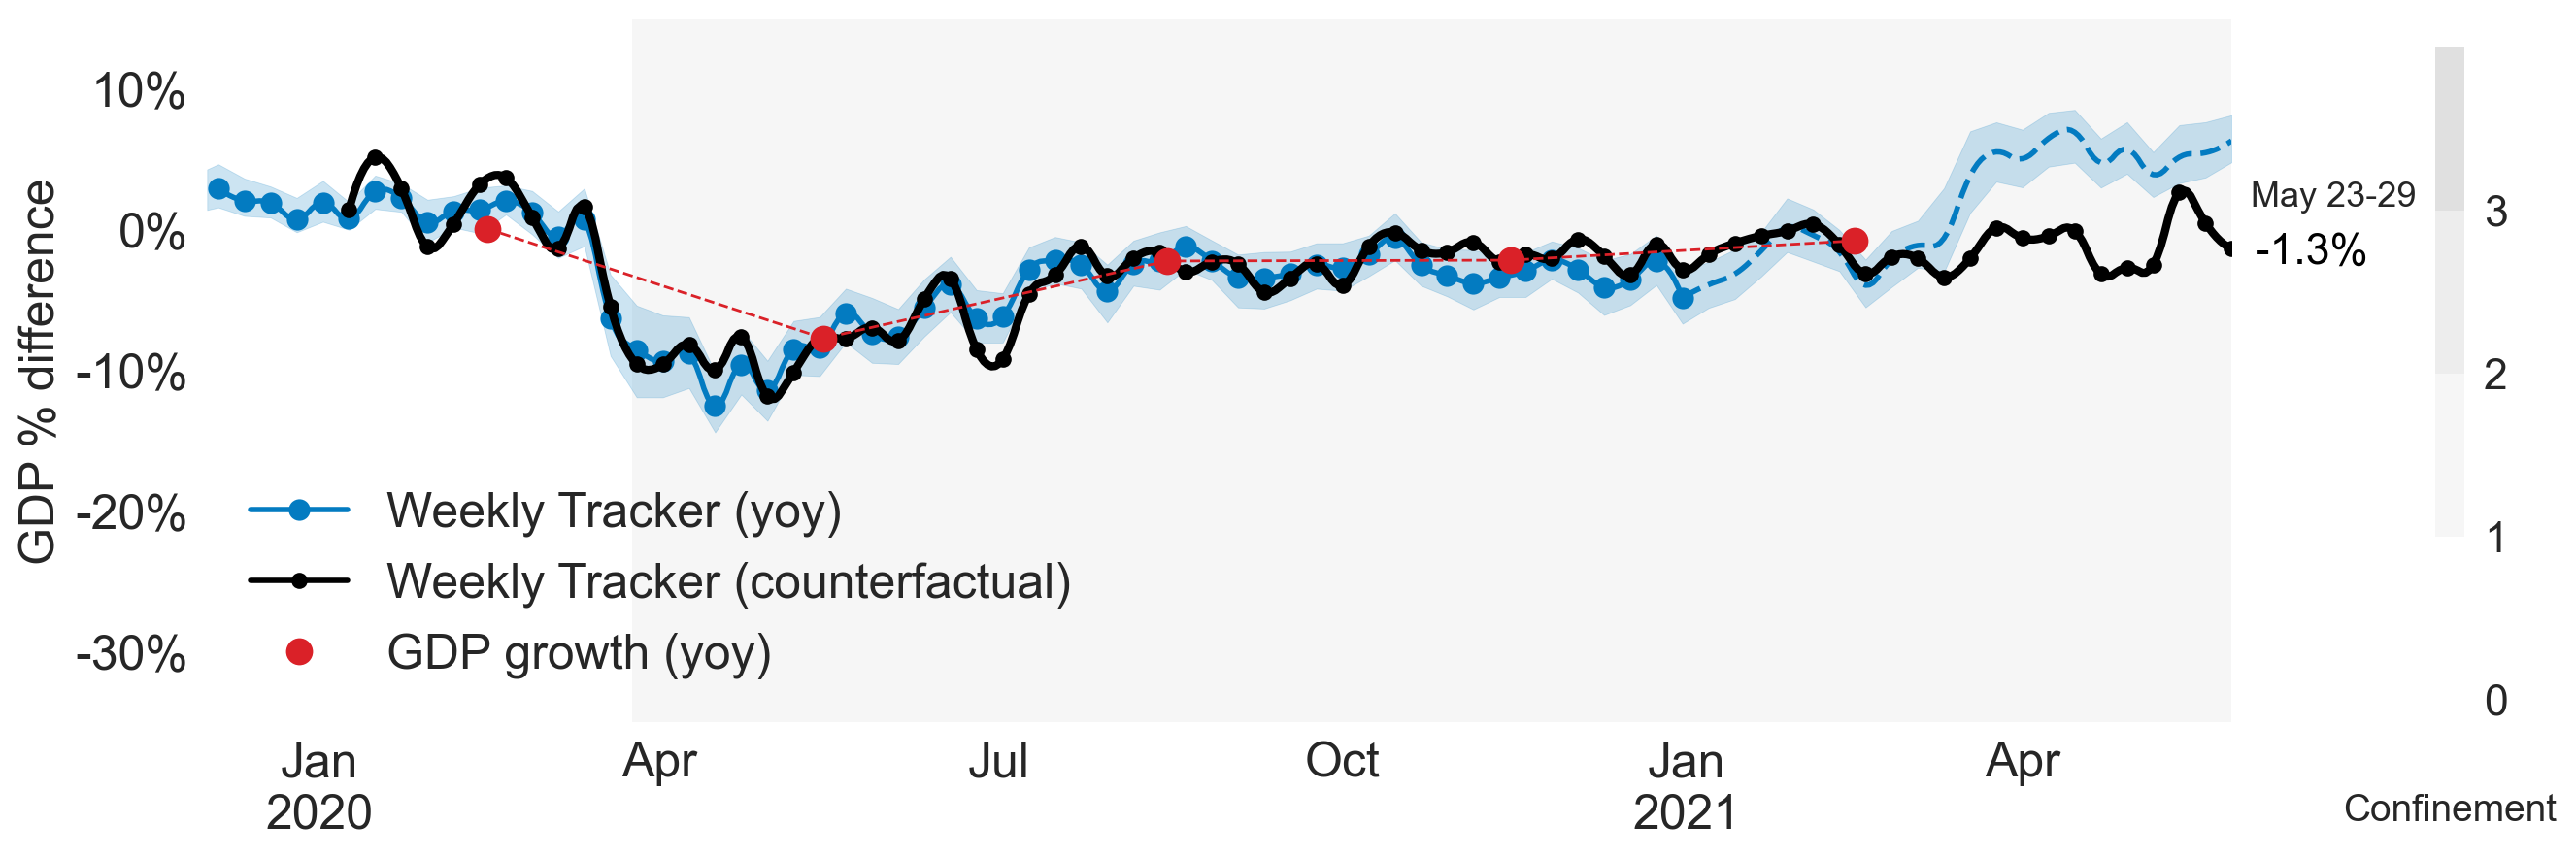 GDP % difference
10%
0%
-10%
-20%
-30%
Weekly Tracker (yoy)
Weekly Tracker (counterfactual)
GDP growth (yoy)
May 23-29
-1.3%
3
2
1
0
Jan
2020
Apr
Jul
Oct
Jan
2021
Apr
Confinement